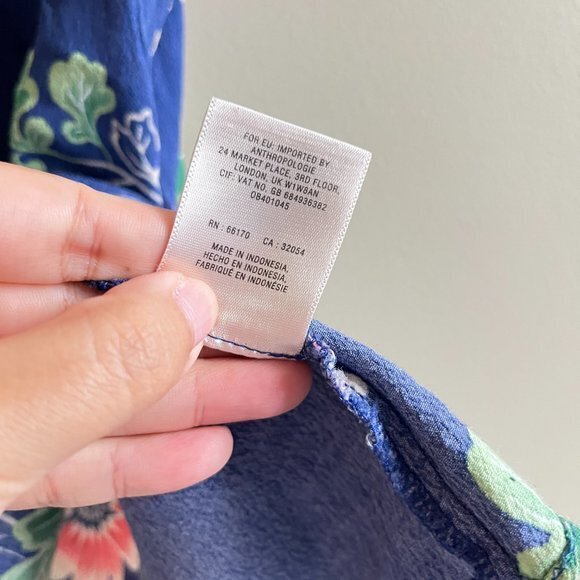 FOR EU: IMPORTED BY
ANTHROPOLOGIE
24 MARKET PLACE, 3RD FLOOR,
LONDON, UK W1W8AN
CIF: VAT NO. GB 684936382
OB401045
RN : 66170 CA : 32054
MADE IN INDONESIA,
HECHO EN INDONESIA,
FABRIQUÉ EN INDONÉSIE